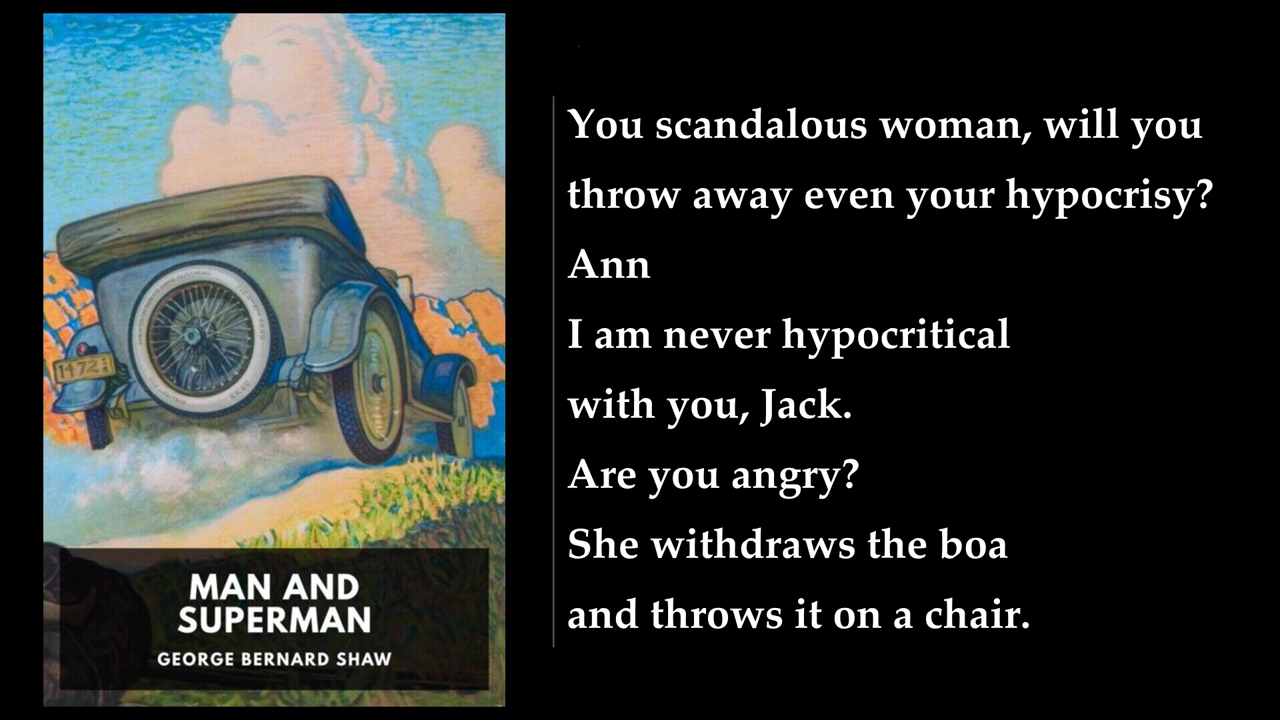 1472
MAN AND
SUPERMAN
GEORGE BERNARD SHAW
You scandalous woman, will you
throw away even your hypocrisy?
Ann
I am never hypocritical
with you, Jack.
Are you angry?
She withdraws the boa
and throws it on a chair.